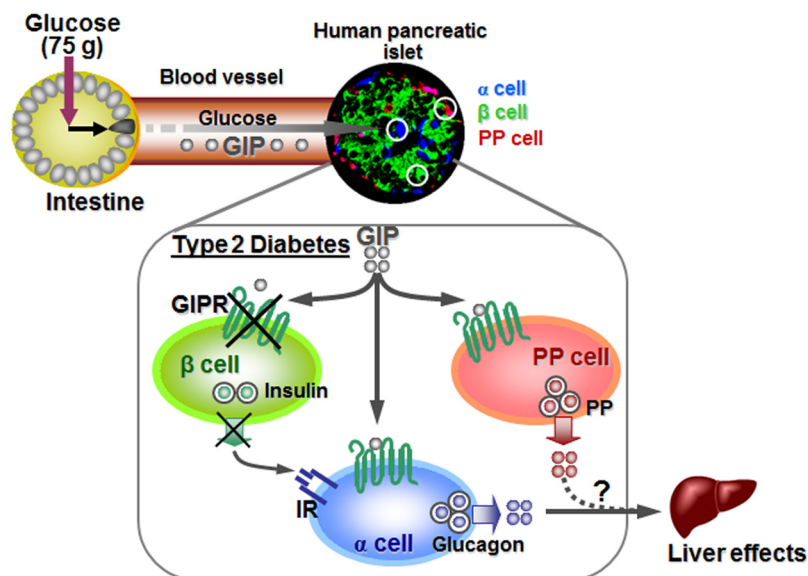 Glucose
(75 g)
Human pancreatic
islet
Blood vessel
α cell
β cell
PP cell
Glucose
GIP
Intestine
Type 2 Diabetes
GIP
GIPR
β cell
Insulin
PP cell
PP
IR
α cell
Glucagon
?
Liver effects